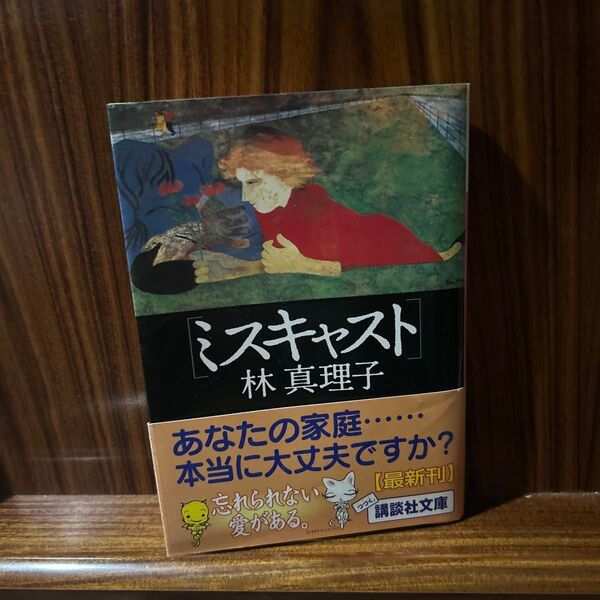 [ミスキャスト]
林 真理子
あなたの家庭……
本当に大丈夫ですか?
【最新刊】
忘れられない
愛がある。
講談社文庫